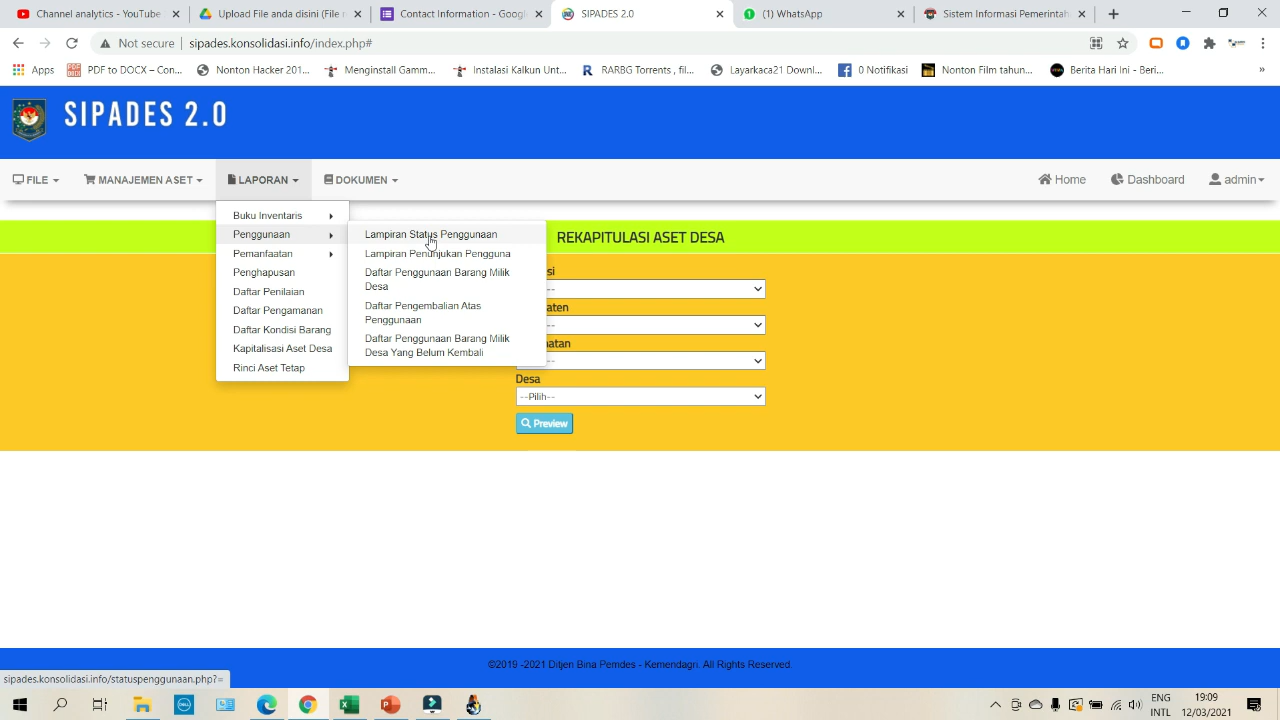 Channel analytics - YouTube
Undangan dan Materi (File r
Contact Information - Googl
SIPADES 2.0
(1) WhatsApp
Sistem Informasi Pemerintah
Not secure
sipades.konsolidasi.info/index.php#
Apps
PDF to DOCX – Con...
Nonton Hacker 201...
Menginstall Gamm...
Instalasi Kalkun Unt...
RARBG Torrents , fil...
Layarkaca21 Downl...
0 Notifikasi
Nonton Film tahun...
Berita Hari Ini - Beri...
»
SIPADES 2.0
FILE
MANAJEMEN ASET
LAPORAN
DOKUMEN
Home
Dashboard
admin
Buku Inventaris
Penggunaan
Pemanfaatan
Penghapusan
Daftar Penilaian
Daftar Pengamanan
Daftar Kondisi Barang
Kapitalisasi Aset Desa
Rinci Aset Tetap
Lampiran Status Penggunaan
Lampiran Penunjukan Pengguna
Daftar Penggunaan Barang Milik
Desa
Daftar Pengembalian Atas
Penggunaan
Daftar Penggunaan Barang Milik
Desa Yang Belum Kembali
REKAPITULASI ASET DESA
si
--
aten
--
atan
--
Desa
--Pilih--
Preview
©2019 -2021 Ditjen Bina Pemdes - Kemendagri. All Rights Reserved.
sipades.konsolidasi.info/statuspenggunaan.php?=
ENG
INTL
19:09
12/03/2021